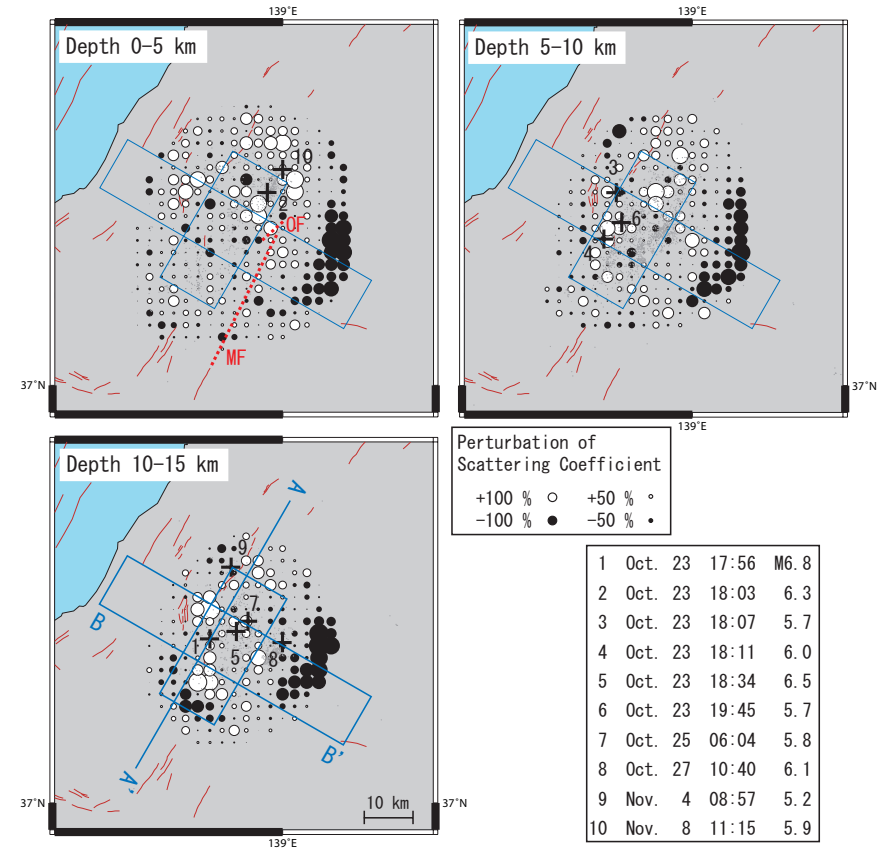 139°E
139°E
Depth 0-5 km
Depth 5-10 km
10
2
OF
MF
3
6
4
37°N
37°N
139°E
Depth 10-15 km
Perturbation of
Scattering Coefficient
+100 % +50 %
-100 % -50 %
A
9
7
B
1
5
8
B'
A'
10 km
37°N
37°N
139°E
1 Oct. 23 17:56 M6.8
2 Oct. 23 18:03 6.3
3 Oct. 23 18:07 5.7
4 Oct. 23 18:11 6.0
5 Oct. 23 18:34 6.5
6 Oct. 23 19:45 5.7
7 Oct. 25 06:04 5.8
8 Oct. 27 10:40 6.1
9 Nov. 4 08:57 5.2
10 Nov. 8 11:15 5.9